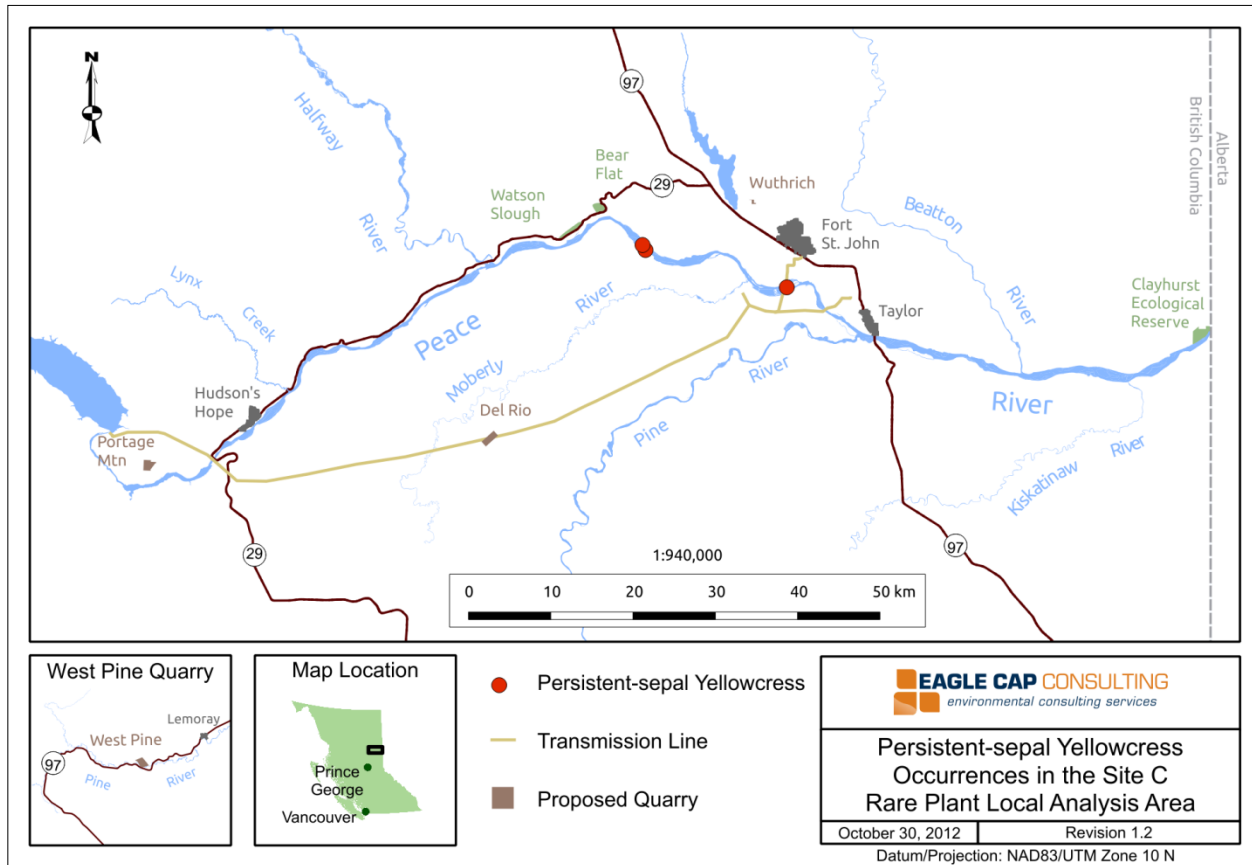 N
97
Halfway
River
Bear
Flat
29
Wuthrich
Watson
Slough
Fort
St. John
Beatton
River
British Columbia
Alberta
Lynx
Creek
Peace
River
Moberly
River
Taylor
Clayhurst
Ecological
Reserve
Hudson's
Hope
Pine
River
River
Del Rio
Portage
Mtn
Kiskatinaw
River
29
97
1:940,000
0 10 20 30 40 50 km
West Pine Quarry
Lemoray
West Pine
97
Pine
River
Map Location
Prince
George
Vancouver
Persistent-sepal Yellowcress
Transmission Line
Proposed Quarry
EAGLE CAP CONSULTING
environmental consulting services
Persistent-sepal Yellowcress
Occurrences in the Site C
Rare Plant Local Analysis Area
October 30, 2012 Revision 1.2
Datum/Projection: NAD83/UTM Zone 10 N